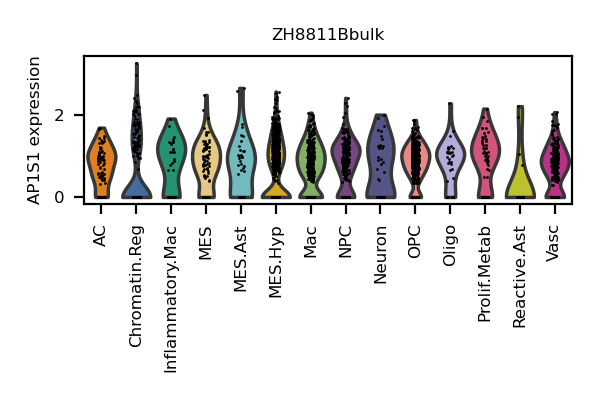 ZH8811Bbulk
AP1S1 expression
2
0
AC
Chromatin.Reg
Inflammatory.Mac
MES
MES.Ast
MES.Hyp
Mac
NPC
Neuron
OPC
Oligo
Prolif.Metab
Reactive.Ast
Vasc